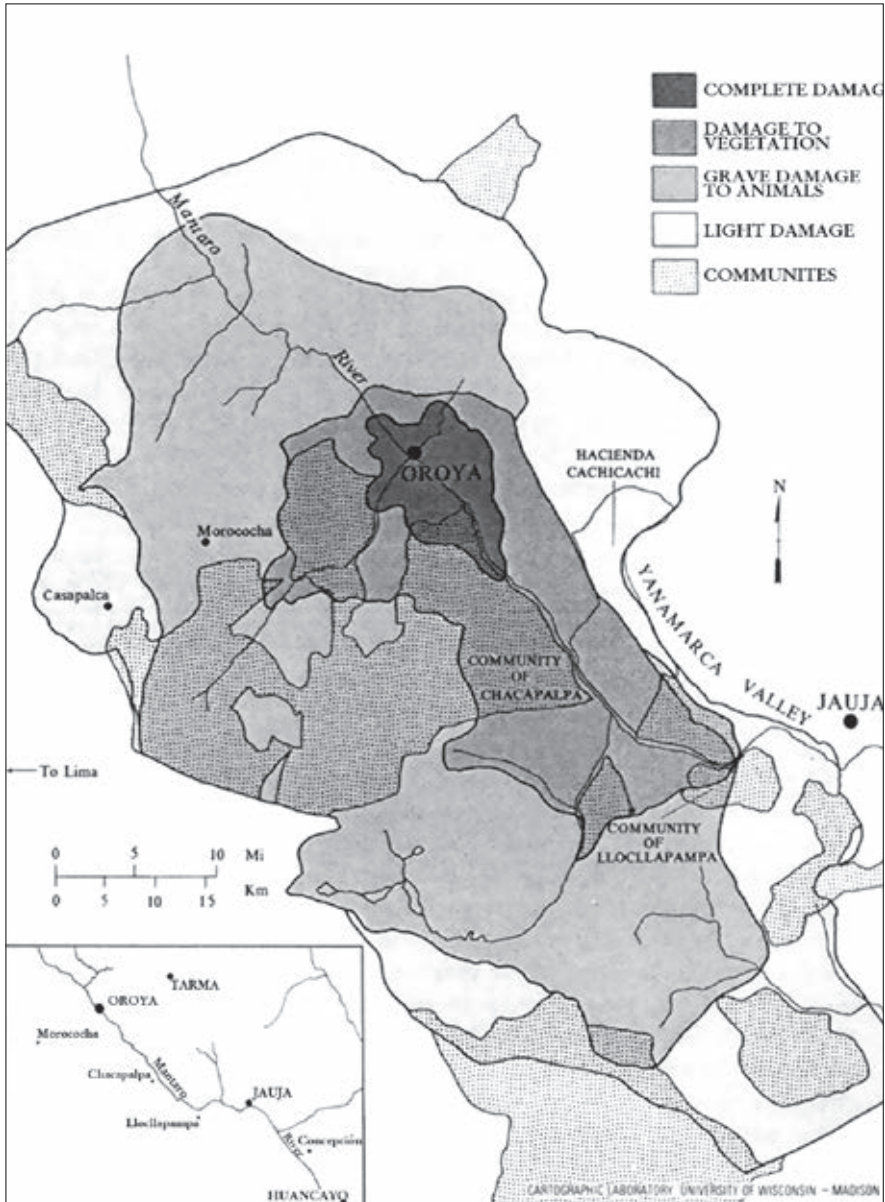 COMPLETE DAMAG
DAMAGE TO
VEGETATION
GRAVE DAMAGE
TO ANIMALS
LIGHT DAMAGE
COMMUNITES
Mantaro
River
OROYA
HACIENDA
CACHICACHI
N
Morococha
Casapalca
YANAMARCA VALLEY
COMMUNITY
OF
CHACAPALPA
JAUJA
To Lima
COMMUNITY
OF
LLOCLLAPAMPA
0 5 10 Mi
Km
0 5 10 15
TARMA
OROYA
Morococha
Chacapalpa
Mantaro
JAUJA
Llocllapampa
River
Concepción
HUANCAYO
CARTOGRAPHIC LABORATORY UNIVERSITY OF WISCONSIN - MADISON